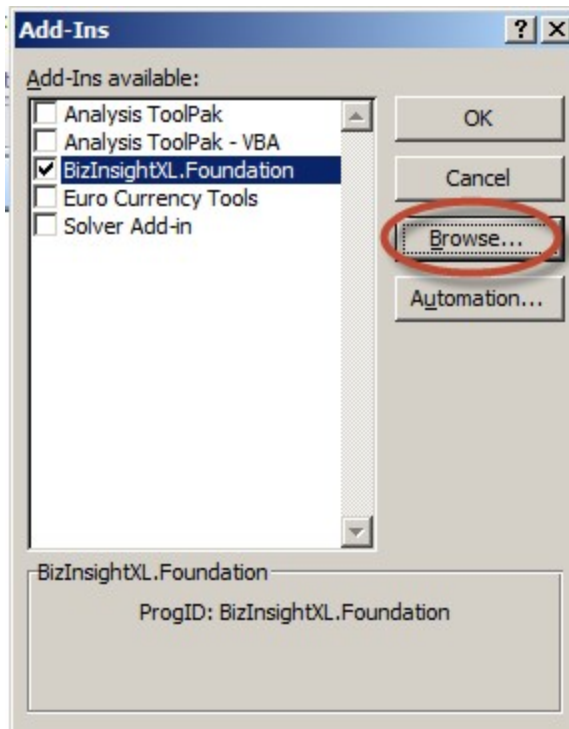 Add-Ins
Add-Ins available:
Analysis ToolPak
Analysis ToolPak - VBA
BizInsightXL.Foundation
Euro Currency Tools
Solver Add-in
OK
Cancel
Browse...
Automation...
BizInsightXL.Foundation
ProgID: BizInsightXL.Foundation